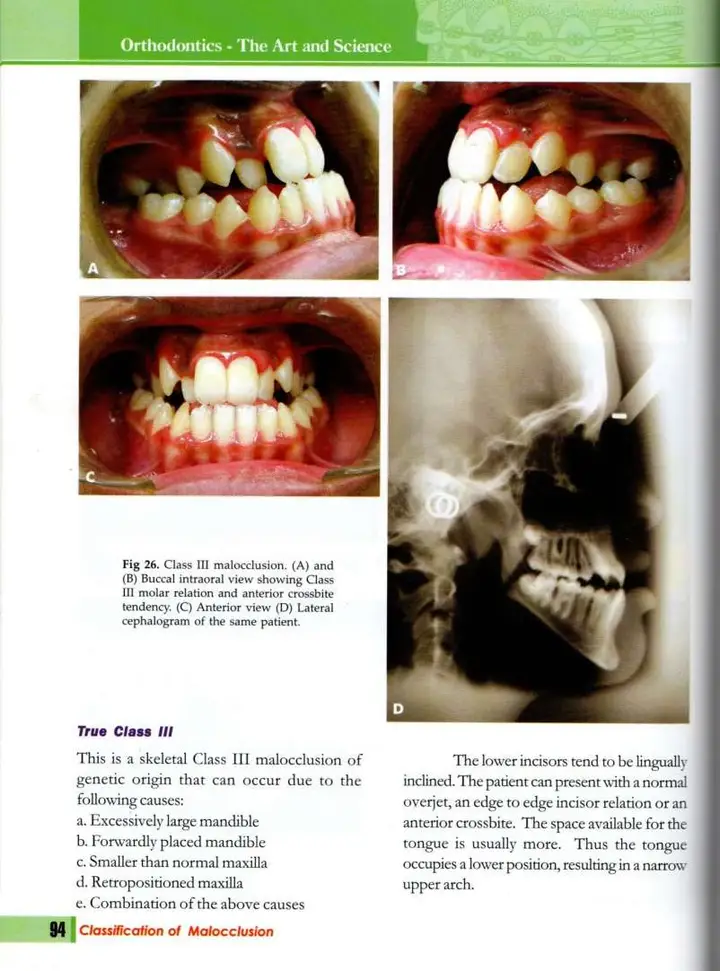 Orthodontics - The Art and Science
A
B
C
D
Fig 26. Class III malocclusion. (A) and
(B) Buccal intraoral view showing Class
III molar relation and anterior crossbite
tendency. (C) Anterior view (D) Lateral
cephalogram of the same patient.
True Class III
This is a skeletal Class III malocclusion of
genetic origin that can occur due to the
following causes:
a. Excessively large mandible
b. Forwardly placed mandible
c. Smaller than normal maxilla
d. Retropositioned maxilla
e. Combination of the above causes
The lower incisors tend to be lingually
inclined. The patient can present with a normal
overjet, an edge to edge incisor relation or an
anterior crossbite. The space available for the
tongue is usually more. Thus the tongue
occupies a lower position, resulting in a narrow
upper arch.
94 Classification of Malocclusion